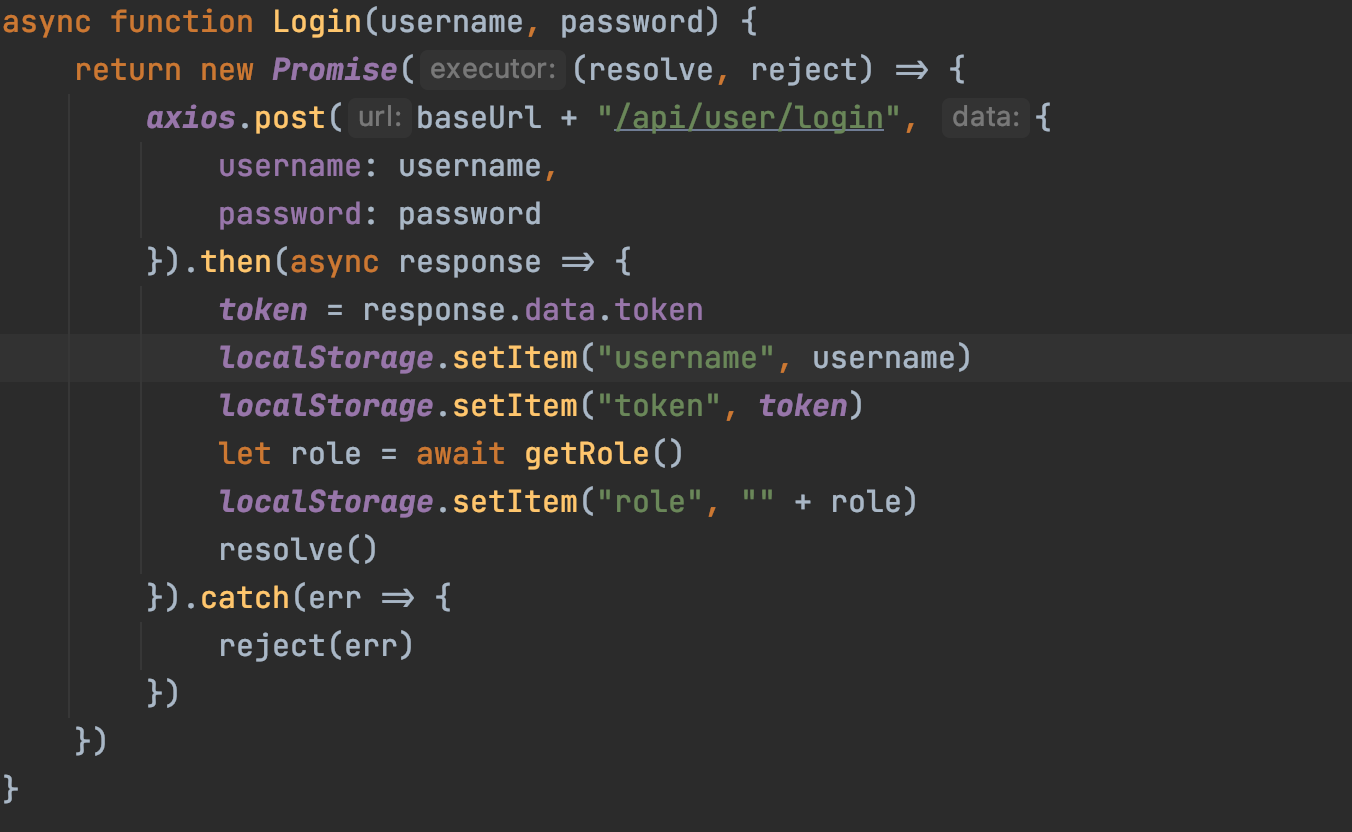 async function Login(username, password) {
    return new Promise( executor: (resolve, reject) => {
        axios.post( url: baseUrl + "/api/user/login", data: {
            username: username,
            password: password
        }).then(async response => {
            token = response.data.token
            localStorage.setItem("username", username)
            localStorage.setItem("token", token)
            let role = await getRole()
            localStorage.setItem("role", "" + role)
            resolve()
        }).catch(err => {
            reject(err)
        })
    })
}